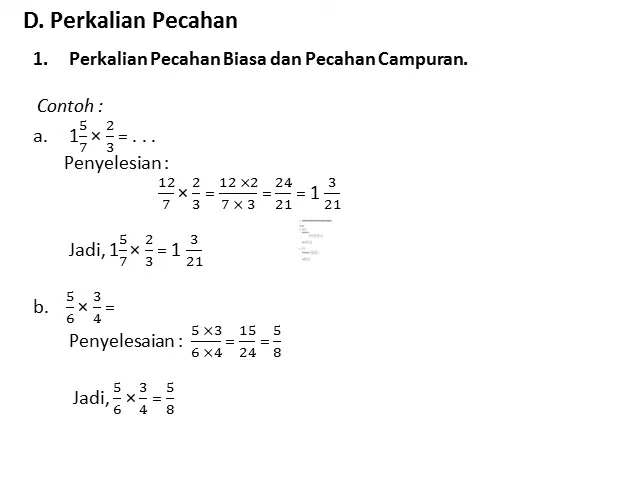 D. Perkalian Pecahan
1. Perkalian Pecahan Biasa dan Pecahan Campuran.
Contoh :
a. 1 5/7 × 2/3 = . . .
Penyelesian :
12/7 × 2/3 = 12 ×2/7 × 3 = 24/21 = 1 3/21
Jadi, 1 5/7 × 2/3 = 1 3/21
b. 5/6 × 3/4 =
Penyelesaian : 5 ×3/6 ×4 = 15/24 = 5/8
Jadi, 5/6 × 3/4 = 5/8